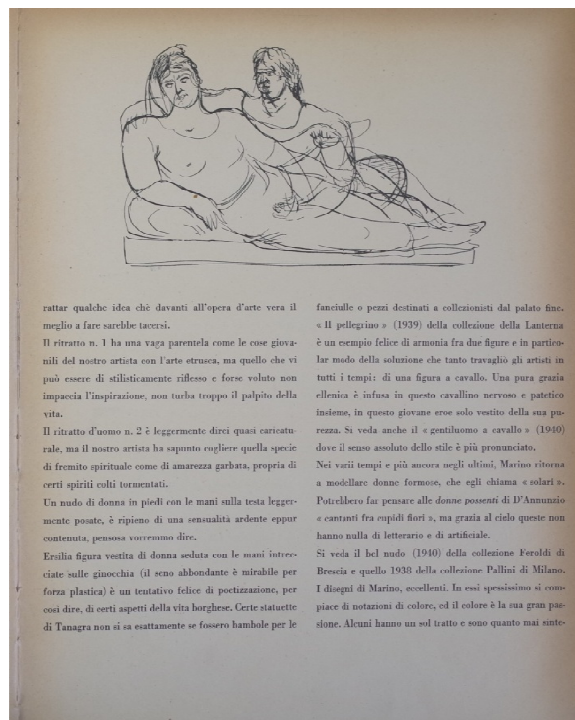 rattar qualche idea chè davanti all'opera d'arte vera il
meglio a fare sarebbe tacersi.
Il ritratto n. 1 ha una vaga parentela come le cose giova-
nili del nostro artista con l'arte etrusca, ma quello che vi
può essere di stilisticamente riflesso e forse voluto non
impaccia l'inspirazione, non turba troppo il palpito della
vita.
Il ritratto d'uomo n. 2 è leggermente direi quasi caricatu-
rale, ma il nostro artista ha saputo cogliere quella specie
di fremito spirituale come di amarezza garbata, propria di
certi spiriti colti tormentati.
Un nudo di donna in piedi con le mani sulla testa legger-
mente posate, è ripieno di una sensualità ardente eppur
contenuta, pensosa vorremmo dire.
Ersilia figura vestita di donna seduta con le mani intrec-
ciate sulle ginocchia (il seno abbondante è mirabile per
forza plastica) è un tentativo felice di poetizzazione, per
così dire, di certi aspetti della vita borghese. Certe statuette
di Tanagra non si sa esattamente se fossero bambole per le
fanciulle o pezzi destinati a collezionisti dal palato fine.
« Il pellegrino » (1939) della collezione della Lanterna
è un esempio felice di armonia fra due figure e in partico-
lar modo della soluzione che tanto travagliò gli artisti in
tutti i tempi: di una figura a cavallo. Una pura grazia
ellenica è infusa in questo cavallino nervoso e patetico
insieme, in questo giovane eroe solo vestito della sua pu-
rezza. Si veda anche il « gentiluomo a cavallo » (1940)
dove il senso assoluto dello stile è più pronunciato.
Nei varii tempi e più ancora negli ultimi, Marino ritorna
a modellare donne formose, che egli chiama « solari ».
Potrebbero far pensare alle donne possenti di D'Annunzio
« cantanti fra cupidi fiori », ma grazia al cielo queste non
hanno nulla di letterario e di artificiale.
Si veda il bel nudo (1940) della collezione Feroldi di
Brescia e quello 1938 della collezione Pallini di Milano.
I disegni di Marino, eccellenti. In essi spessissimo si com-
piace di notazioni di colore, ed il colore è la sua gran pas-
sione. Alcuni hanno un sol tratto e sono quanto mai sinte-